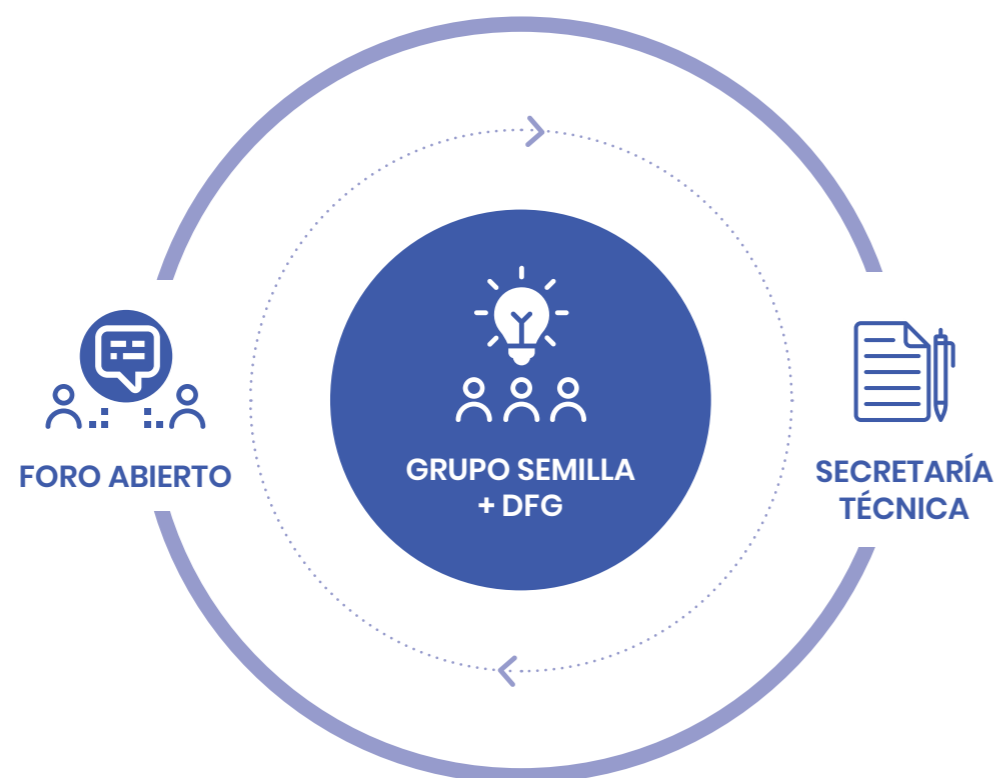 FORO ABIERTO
GRUPO SEMILLA
+ DFG
SECRETARÍA
TÉCNICA